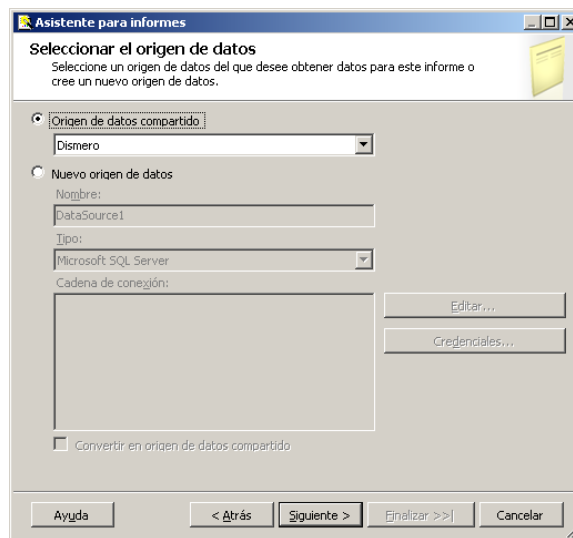 Asistente para informes
Seleccionar el origen de datos
Seleccione un origen de datos del que desee obtener datos para este informe o
cree un nuevo origen de datos.
Origen de datos compartido
Dismero
Nuevo origen de datos
Nombre:
DataSource1
Tipo:
Microsoft SQL Server
Cadena de conexión:
Editar...
Credenciales...
Convertir en origen de datos compartido
Ayuda
< Atrás
Siguiente >
Finalizar >>|
Cancelar